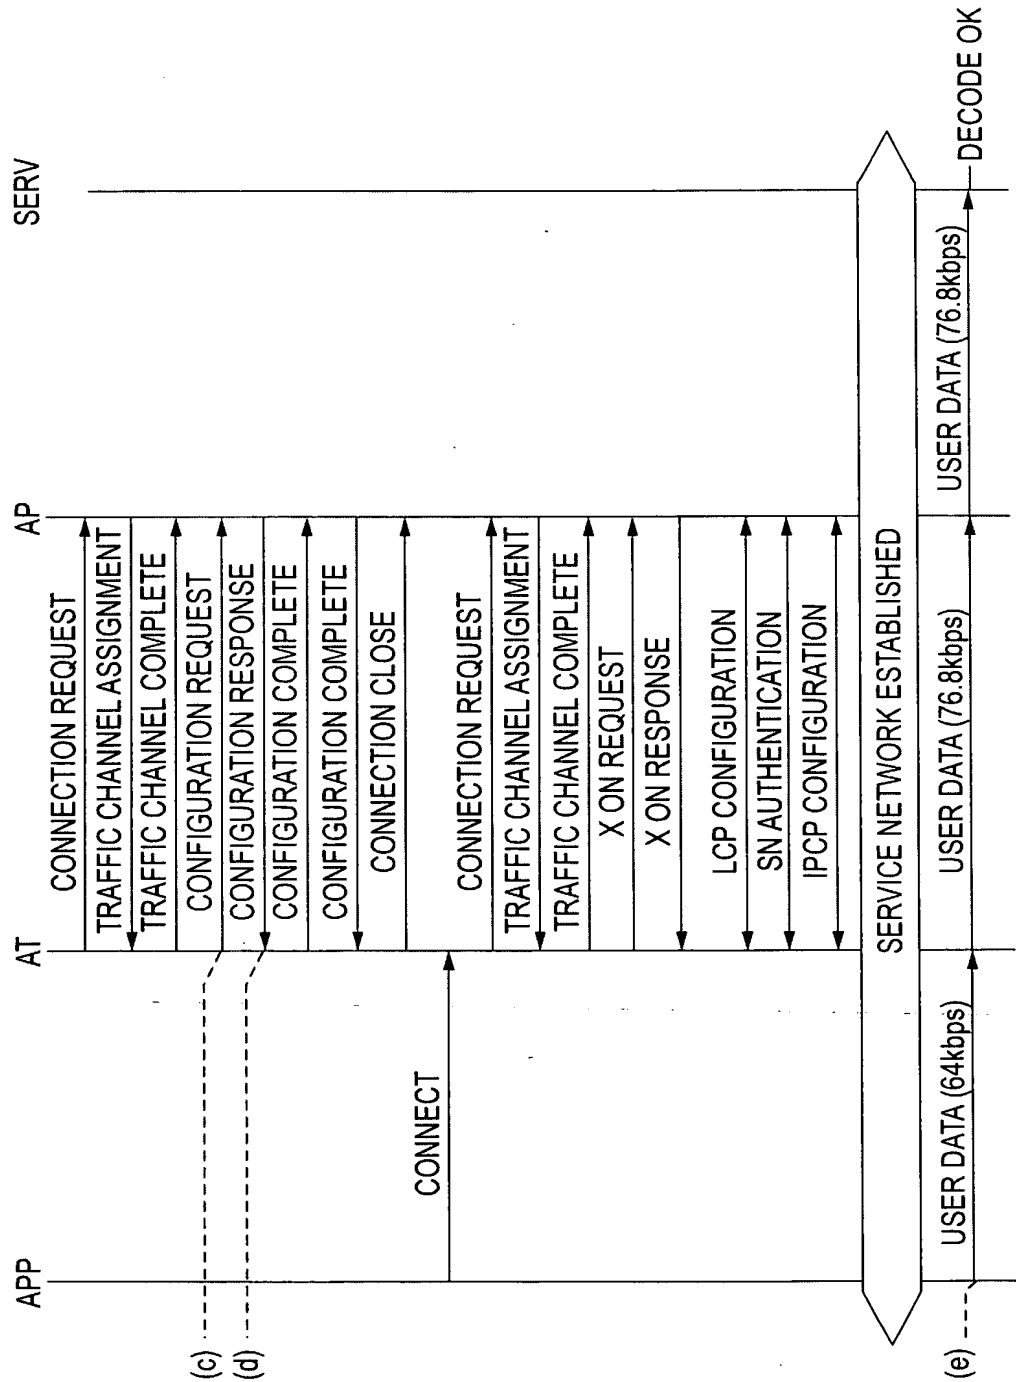 APP
AT
AP
SERV
CONNECTION REQUEST
TRAFFIC CHANNEL ASSIGNMENT
TRAFFIC CHANNEL COMPLETE
(c)
CONFIGURATION REQUEST
(d)
CONFIGURATION RESPONSE
CONFIGURATION COMPLETE
CONFIGURATION COMPLETE
CONNECTION CLOSE
CONNECT
CONNECTION REQUEST
TRAFFIC CHANNEL ASSIGNMENT
TRAFFIC CHANNEL COMPLETE
X ON REQUEST
X ON RESPONSE
LCP CONFIGURATION
SN AUTHENTICATION
IPCP CONFIGURATION
SERVICE NETWORK ESTABLISHED
(e)
USER DATA (64kbps)
USER DATA (76.8kbps)
USER DATA (76.8kbps)
DECODE OK